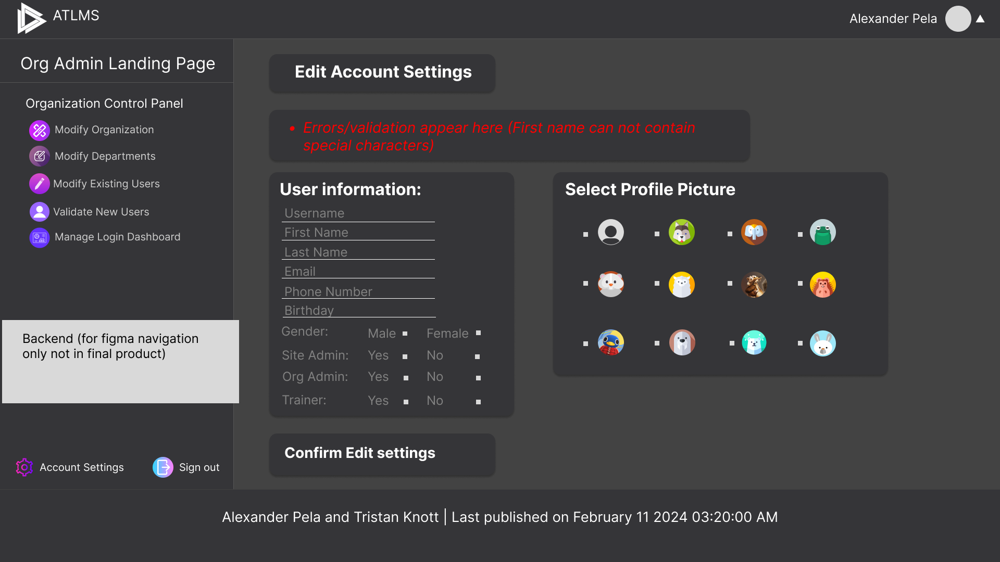 ATLMS
Alexander Pela
Org Admin Landing Page
Organization Control Panel
Modify Organization
Modify Departments
Modify Existing Users
Validate New Users
Manage Login Dashboard
Backend (for figma navigation
only not in final product)
Account Settings
Sign out
Edit Account Settings
• Errors/validation appear here (First name can not contain
special characters)
User information:
Username
First Name
Last Name
Email
Phone Number
Birthday
Gender: Male Female
Site Admin: Yes No
Org Admin: Yes No
Trainer: Yes No
Select Profile Picture
Confirm Edit settings
Alexander Pela and Tristan Knott | Last published on February 11 2024 03:20:00 AM